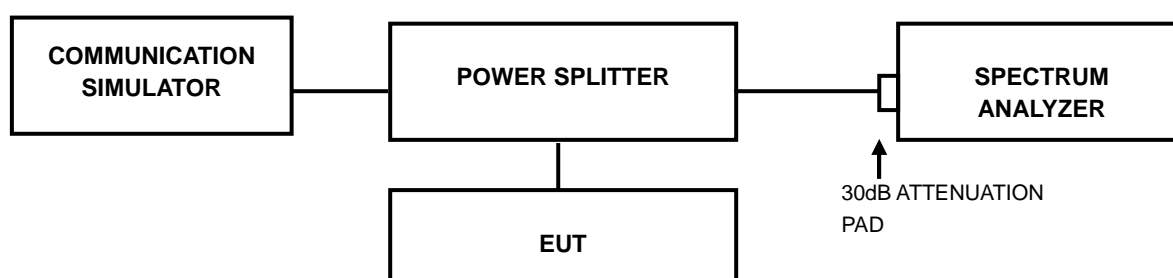 COMMUNICATION
SIMULATOR
POWER SPLITTER
SPECTRUM
ANALYZER
30dB ATTENUATION
PAD
EUT